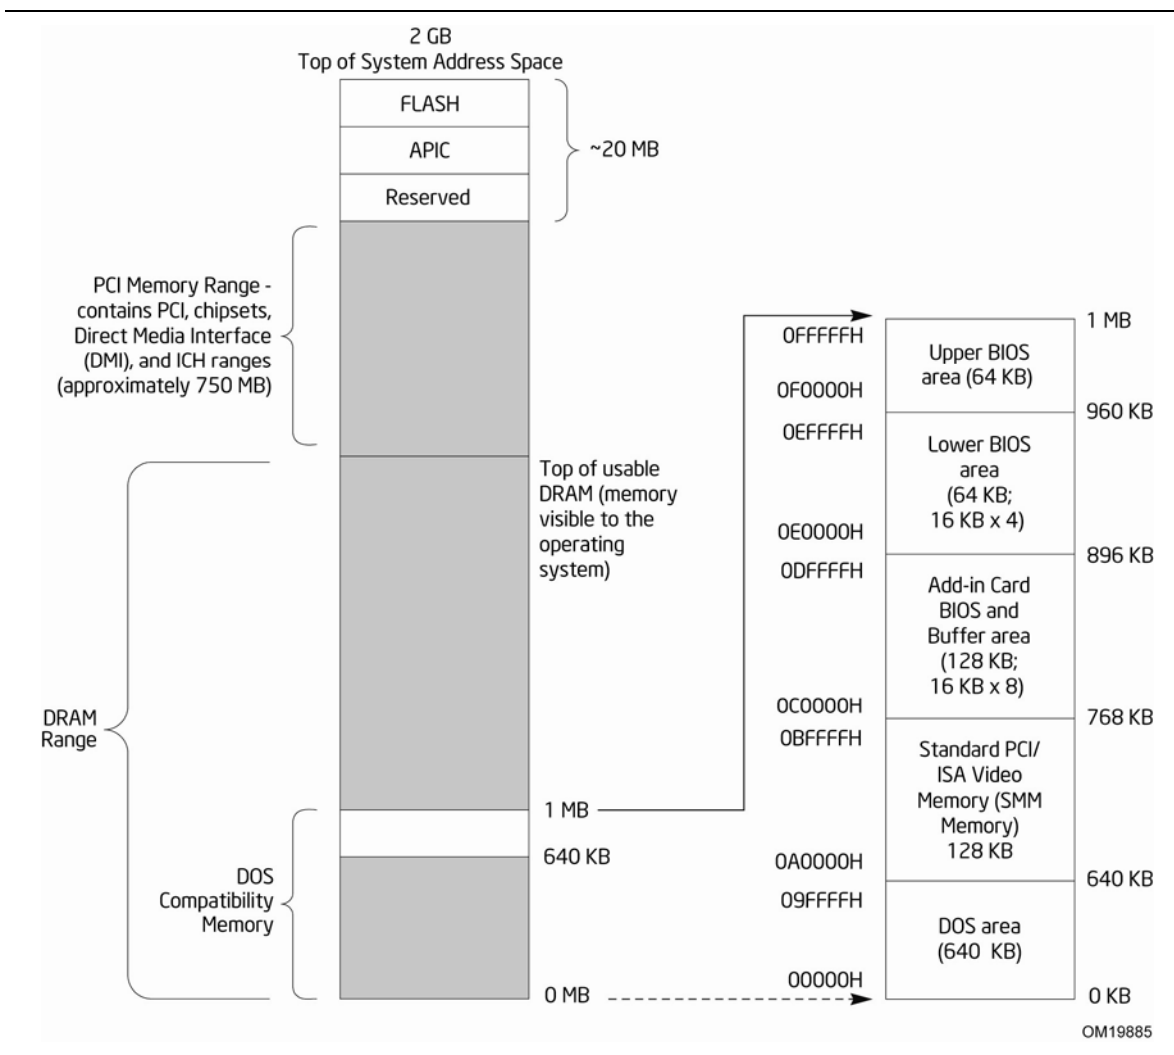 2 GB
Top of System Address Space
FLASH
APIC
Reserved
~20 MB
PCI Memory Range -
contains PCI, chipsets,
Direct Media Interface
(DMI), and ICH ranges
(approximately 750 MB)
DRAM
Range
DOS
Compatibility
Memory
Top of usable
DRAM (memory
visible to the
operating
system)
1 MB
640 KB
0 MB
0FFFFFH
0F0000H
0EFFFFH
0E0000H
0DFFFFH
0C0000H
0BFFFFH
0A0000H
09FFFFH
00000H
Upper BIOS
area (64 KB)
Lower BIOS
area
(64 KB;
16 KB x 4)
Add-in Card
BIOS and
Buffer area
(128 KB;
16 KB x 8)
Standard PCI/
ISA Video
Memory (SMM
Memory)
128 KB
DOS area
(640 KB)
1 MB
960 KB
896 KB
768 KB
640 KB
0 KB
OM19885